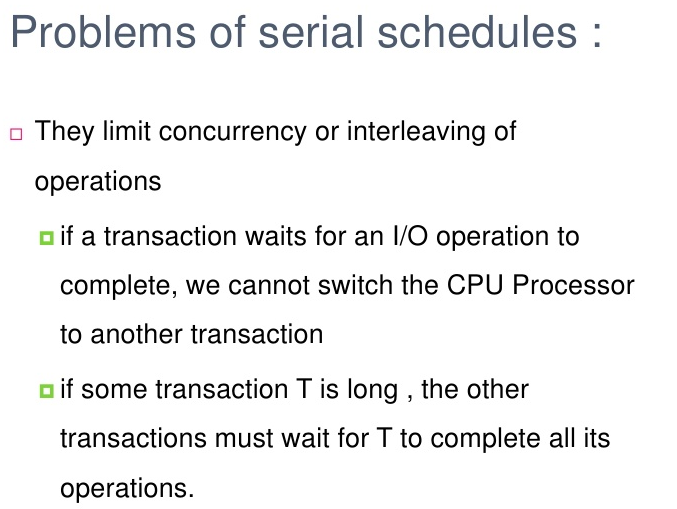 Problems of serial schedules :
They limit concurrency or interleaving of
operations
if a transaction waits for an I/O operation to
complete, we cannot switch the CPU Processor
to another transaction
if some transaction T is long , the other
transactions must wait for T to complete all its
operations.